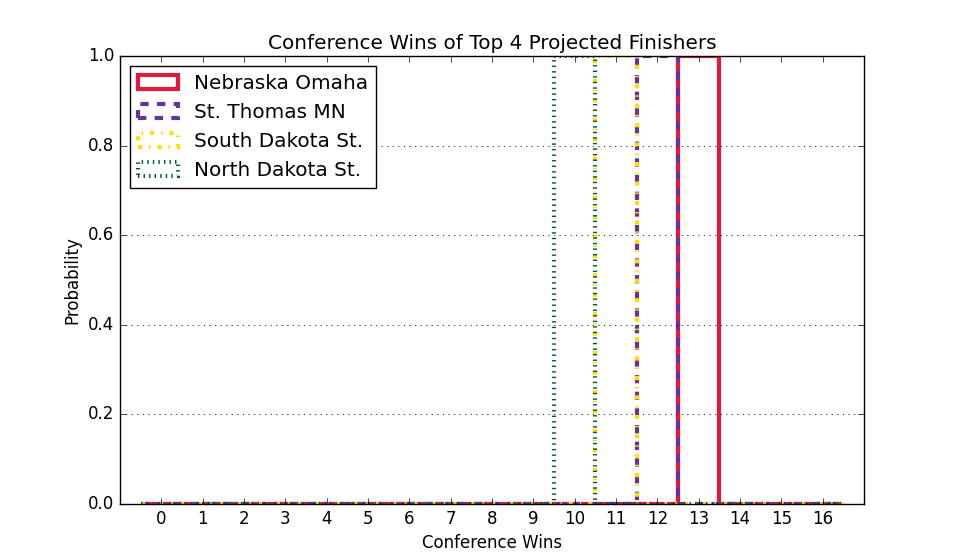 Conference Wins of Top 4 Projected Finishers
1.0
0.8
0.6
0.4
0.2
0.0
Probability
Nebraska Omaha
St. Thomas MN
South Dakota St.
North Dakota St.
0 1 2 3 4 5 6 7 8 9 10 11 12 13 14 15 16
Conference Wins